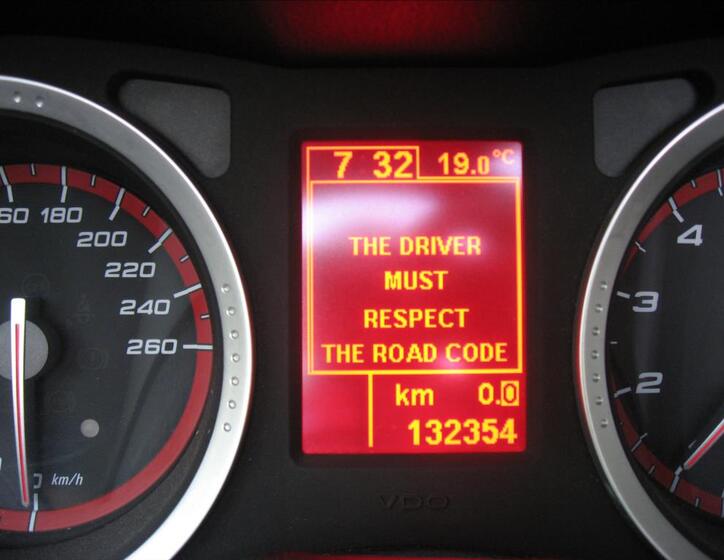 7 32 19.0°C
THE DRIVER
MUST
RESPECT
THE ROAD CODE
km 0.0
132354
VDO
180
200
220
240
260
km/h
4
3
2